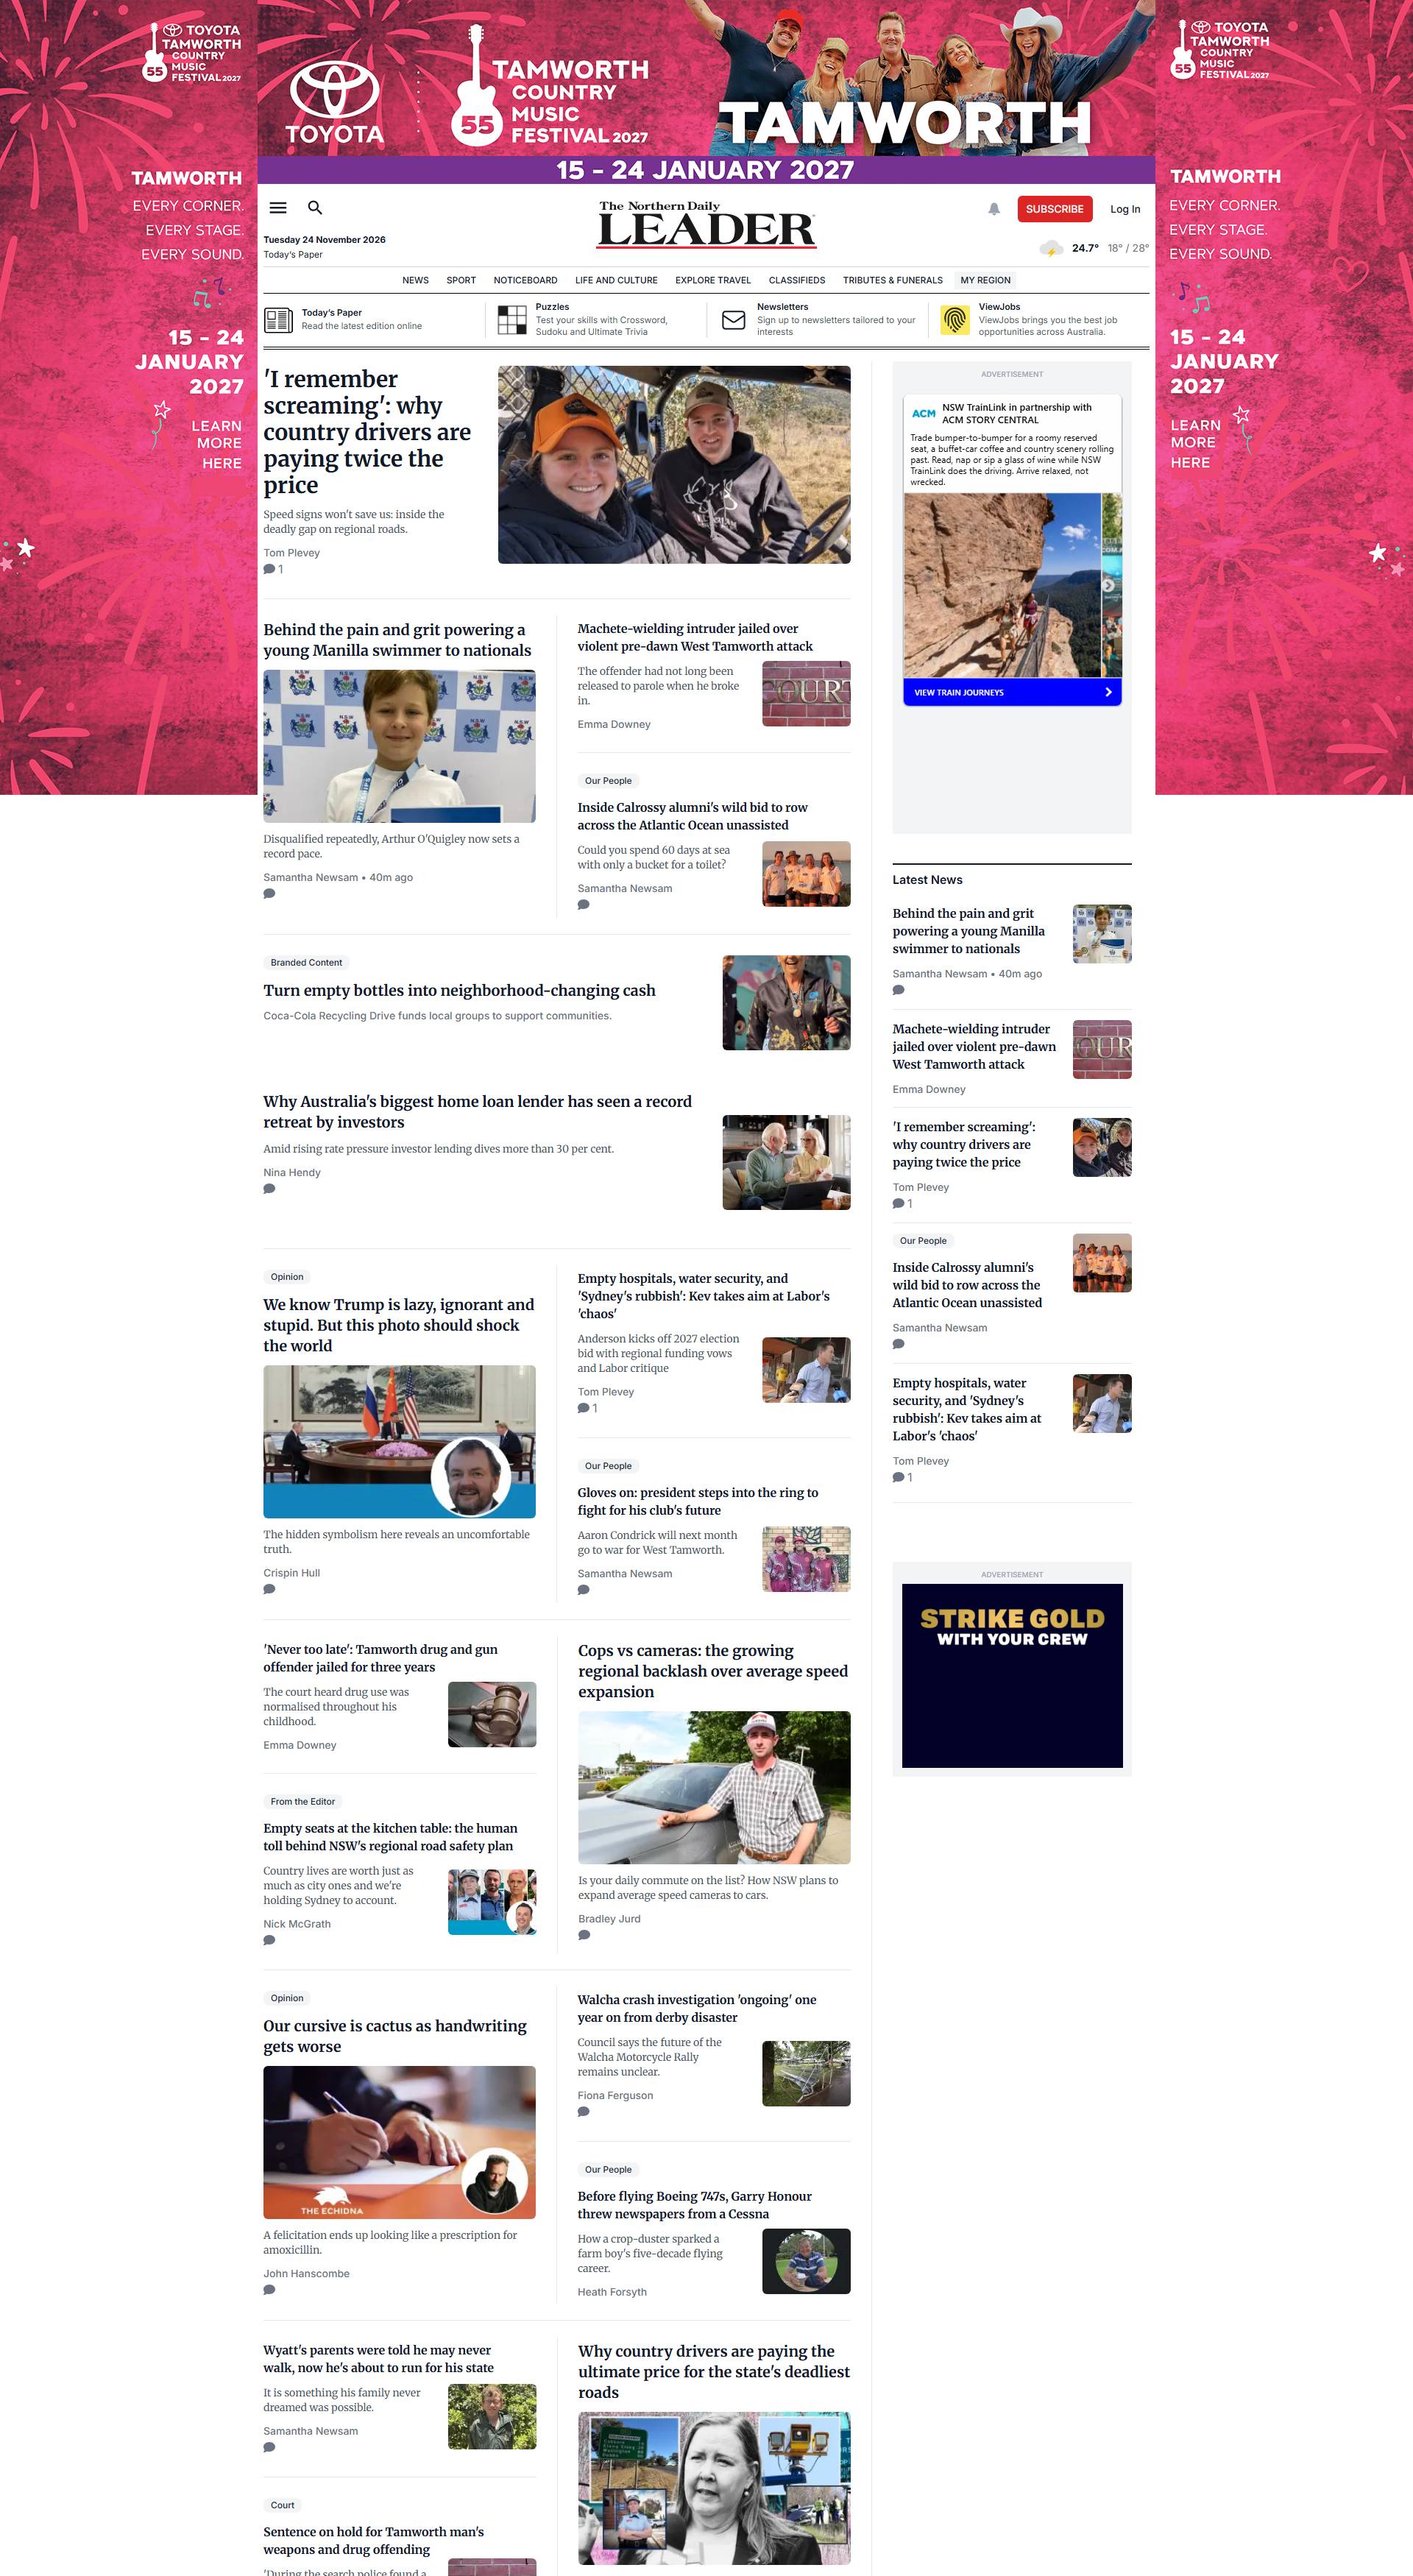 TOYOTA
TAMWORTH
COUNTRY
MUSIC
FESTIVAL 2027
55
TAMWORTH
EVERY CORNER.
EVERY STAGE.
EVERY SOUND.
15 - 24
JANUARY
2027
LEARN
MORE
HERE
TOYOTA
55
TAMWORTH
COUNTRY
MUSIC
FESTIVAL 2027
TAMWORTH
15 - 24 JANUARY 2027
TOYOTA
TAMWORTH
COUNTRY
MUSIC
FESTIVAL 2027
55
TAMWORTH
EVERY CORNER.
EVERY STAGE.
EVERY SOUND.
15 - 24
JANUARY
2027
LEARN
MORE
HERE
The Northern Daily
LEADER
SUBSCRIBE
Log In
Tuesday 24 November 2026
Today's Paper
24.7° 18° / 28°
NEWS SPORT NOTICEBOARD LIFE AND CULTURE EXPLORE TRAVEL CLASSIFIEDS TRIBUTES & FUNERALS MY REGION
Today's Paper
Read the latest edition online
Puzzles
Test your skills with Crossword,
Sudoku and Ultimate Trivia
Newsletters
Sign up to newsletters tailored to your
interests
ViewJobs
ViewJobs brings you the best job
opportunities across Australia.
'I remember
screaming': why
country drivers are
paying twice the
price
Speed signs won't save us: inside the
deadly gap on regional roads.
Tom Plevey
1
Behind the pain and grit powering a
young Manilla swimmer to nationals
Disqualified repeatedly, Arthur O'Quigley now sets a
record pace.
Samantha Newsam • 40m ago
Machete-wielding intruder jailed over
violent pre-dawn West Tamworth attack
The offender had not long been
released to parole when he broke
in.
Emma Downey
OUR
Our People
Inside Calrossy alumni's wild bid to row
across the Atlantic Ocean unassisted
Could you spend 60 days at sea
with only a bucket for a toilet?
Samantha Newsam
Branded Content
Turn empty bottles into neighborhood-changing cash
Coca-Cola Recycling Drive funds local groups to support communities.
Why Australia's biggest home loan lender has seen a record
retreat by investors
Amid rising rate pressure investor lending dives more than 30 per cent.
Nina Hendy
Opinion
We know Trump is lazy, ignorant and
stupid. But this photo should shock
the world
The hidden symbolism here reveals an uncomfortable
truth.
Crispin Hull
Empty hospitals, water security, and
'Sydney's rubbish': Kev takes aim at Labor's
'chaos'
Anderson kicks off 2027 election
bid with regional funding vows
and Labor critique
Tom Plevey
1
Our People
Gloves on: president steps into the ring to
fight for his club's future
Aaron Condrick will next month
go to war for West Tamworth.
Samantha Newsam
'Never too late': Tamworth drug and gun
offender jailed for three years
The court heard drug use was
normalised throughout his
childhood.
Emma Downey
From the Editor
Empty seats at the kitchen table: the human
toll behind NSW's regional road safety plan
Country lives are worth just as
much as city ones and we're
holding Sydney to account.
Nick McGrath
Cops vs cameras: the growing
regional backlash over average speed
expansion
Is your daily commute on the list? How NSW plans to
expand average speed cameras to cars.
Bradley Jurd
Opinion
Our cursive is cactus as handwriting
gets worse
THE ECHIDNA
A felicitation ends up looking like a prescription for
amoxicillin.
John Hanscombe
Walcha crash investigation 'ongoing' one
year on from derby disaster
Council says the future of the
Walcha Motorcycle Rally
remains unclear.
Fiona Ferguson
Our People
Before flying Boeing 747s, Garry Honour
threw newspapers from a Cessna
How a crop-duster sparked a
farm boy's five-decade flying
career.
Heath Forsyth
Wyatt's parents were told he may never
walk, now he's about to run for his state
It is something his family never
dreamed was possible.
Samantha Newsam
Court
Sentence on hold for Tamworth man's
weapons and drug offending
'During the search police found a
Why country drivers are paying the
ultimate price for the state's deadliest
roads
ADVERTISEMENT
ACM
NSW TrainLink in partnership with
ACM STORY CENTRAL
Trade bumper-to-bumper for a roomy reserved
seat, a buffet-car coffee and country scenery rolling
past. Read, nap or sip a glass of wine while NSW
TrainLink does the driving. Arrive relaxed, not
wrecked.
VIEW TRAIN JOURNEYS
Latest News
Behind the pain and grit
powering a young Manilla
swimmer to nationals
Samantha Newsam • 40m ago
Machete-wielding intruder
jailed over violent pre-dawn
West Tamworth attack
Emma Downey
OUR
'I remember screaming':
why country drivers are
paying twice the price
Tom Plevey
1
Our People
Inside Calrossy alumni's
wild bid to row across the
Atlantic Ocean unassisted
Samantha Newsam
Empty hospitals, water
security, and 'Sydney's
rubbish': Kev takes aim at
Labor's 'chaos'
Tom Plevey
1
ADVERTISEMENT
STRIKE GOLD
WITH YOUR CREW